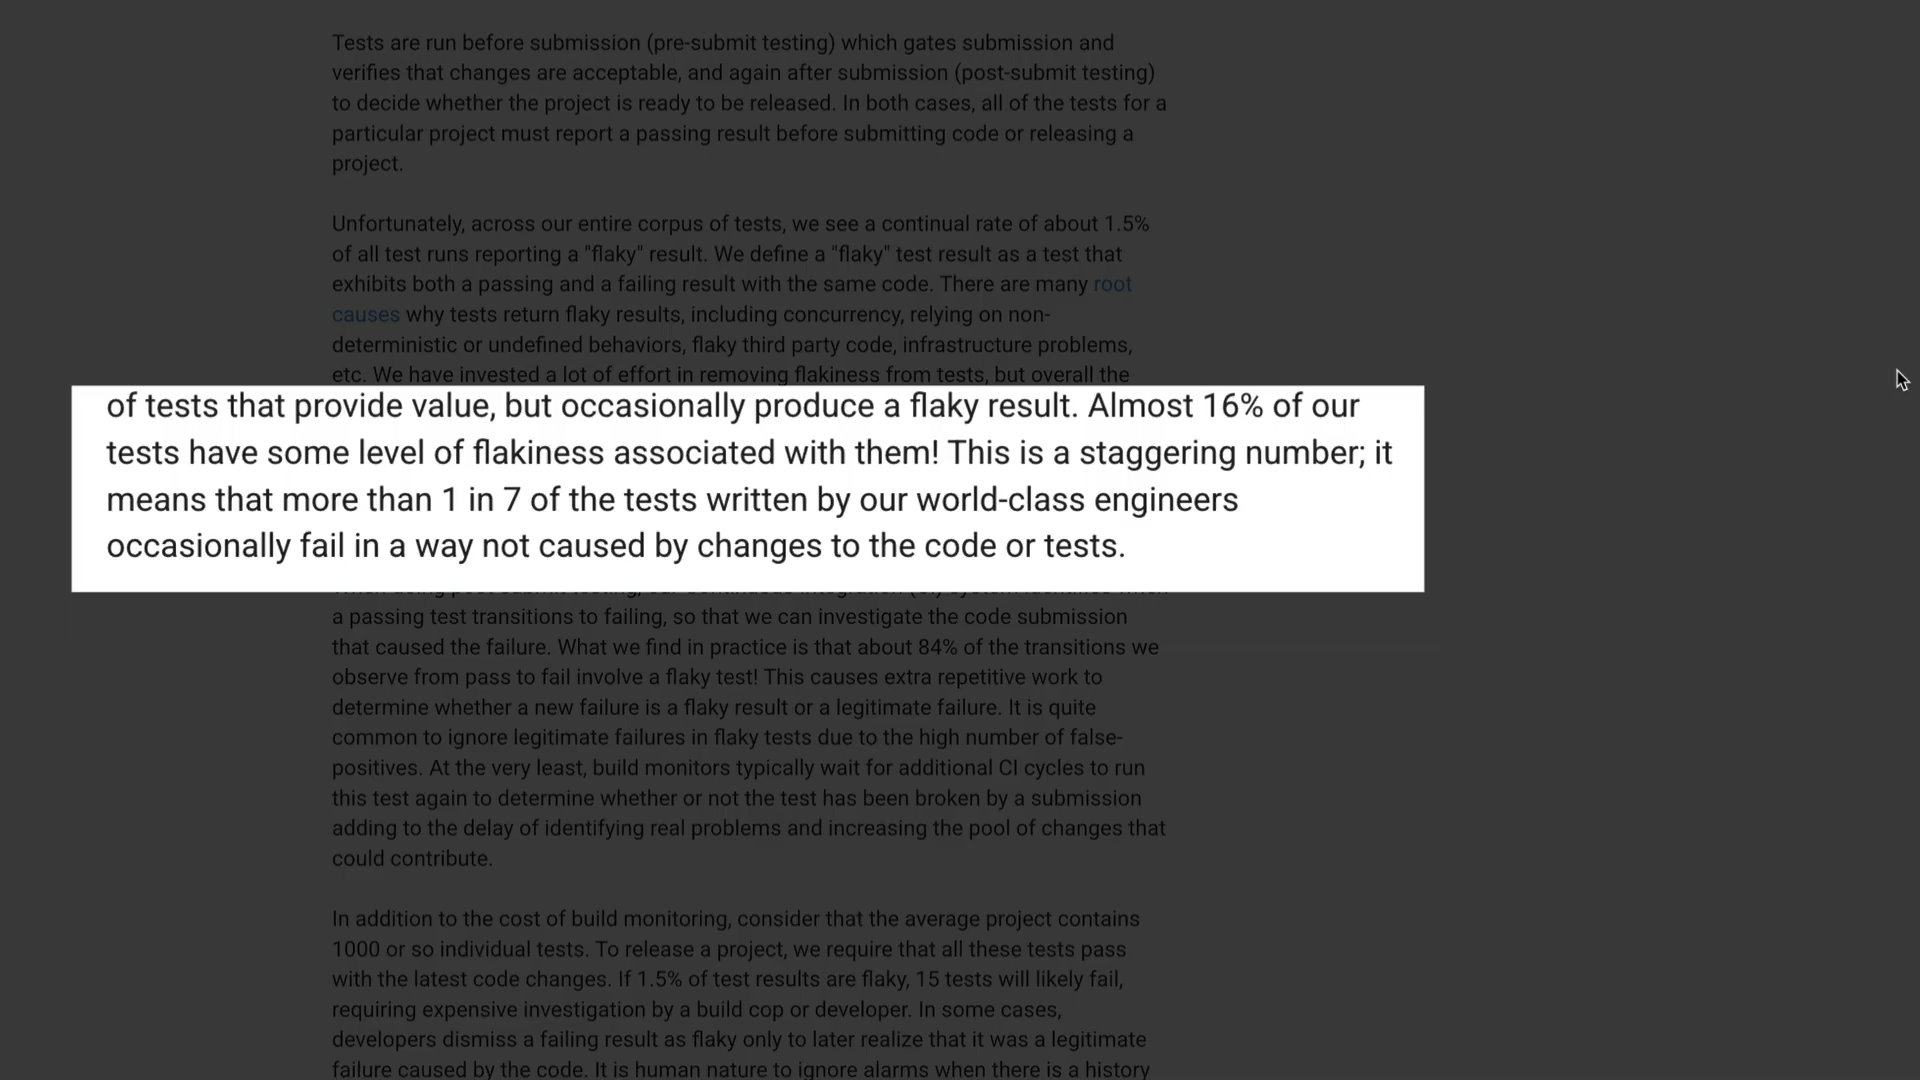 Tests are run before submission (pre-submit testing) which gates submission and
verifies that changes are acceptable, and again after submission (post-submit testing)
to decide whether the project is ready to be released. In both cases, all of the tests for a
particular project must report a passing result before submitting code or releasing a
project.
Unfortunately, across our entire corpus of tests, we see a continual rate of about 1.5%
of all test runs reporting a "flaky" result. We define a "flaky" test result as a test that
exhibits both a passing and a failing result with the same code. There are many root
causes why tests return flaky results, including concurrency, relying on non-
deterministic or undefined behaviors, flaky third party code, infrastructure problems,
etc. We have invested a lot of effort in removing flakiness from tests, but overall the
of tests that provide value, but occasionally produce a flaky result. Almost 16% of our
tests have some level of flakiness associated with them! This is a staggering number; it
means that more than 1 in 7 of the tests written by our world-class engineers
occasionally fail in a way not caused by changes to the code or tests.
a passing test transitions to failing, so that we can investigate the code submission
that caused the failure. What we find in practice is that about 84% of the transitions we
observe from pass to fail involve a flaky test! This causes extra repetitive work to
determine whether a new failure is a flaky result or a legitimate failure. It is quite
common to ignore legitimate failures in flaky tests due to the high number of false-
positives. At the very least, build monitors typically wait for additional CI cycles to run
this test again to determine whether or not the test has been broken by a submission
adding to the delay of identifying real problems and increasing the pool of changes that
could contribute.
In addition to the cost of build monitoring, consider that the average project contains
1000 or so individual tests. To release a project, we require that all these tests pass
with the latest code changes. If 1.5% of test results are flaky, 15 tests will likely fail,
requiring expensive investigation by a build cop or developer. In some cases,
developers dismiss a failing result as flaky only to later realize that it was a legitimate
failure caused by the code. It is human nature to ignore alarms when there is a history